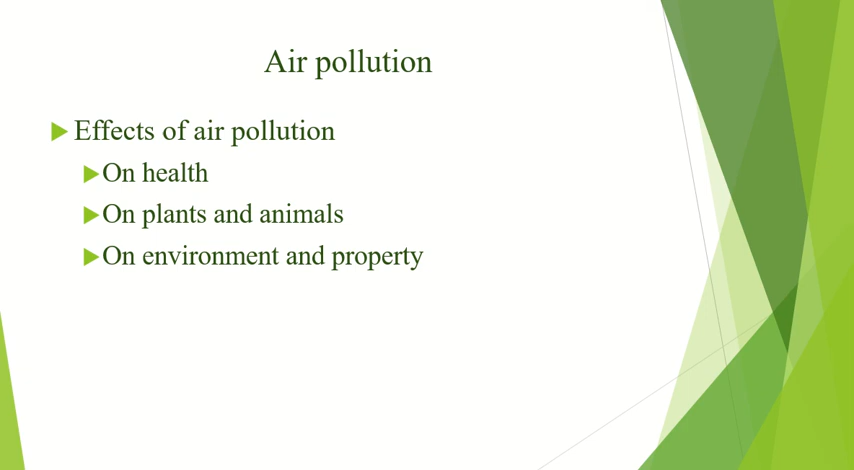 Air pollution
Effects of air pollution
On health
On plants and animals
On environment and property